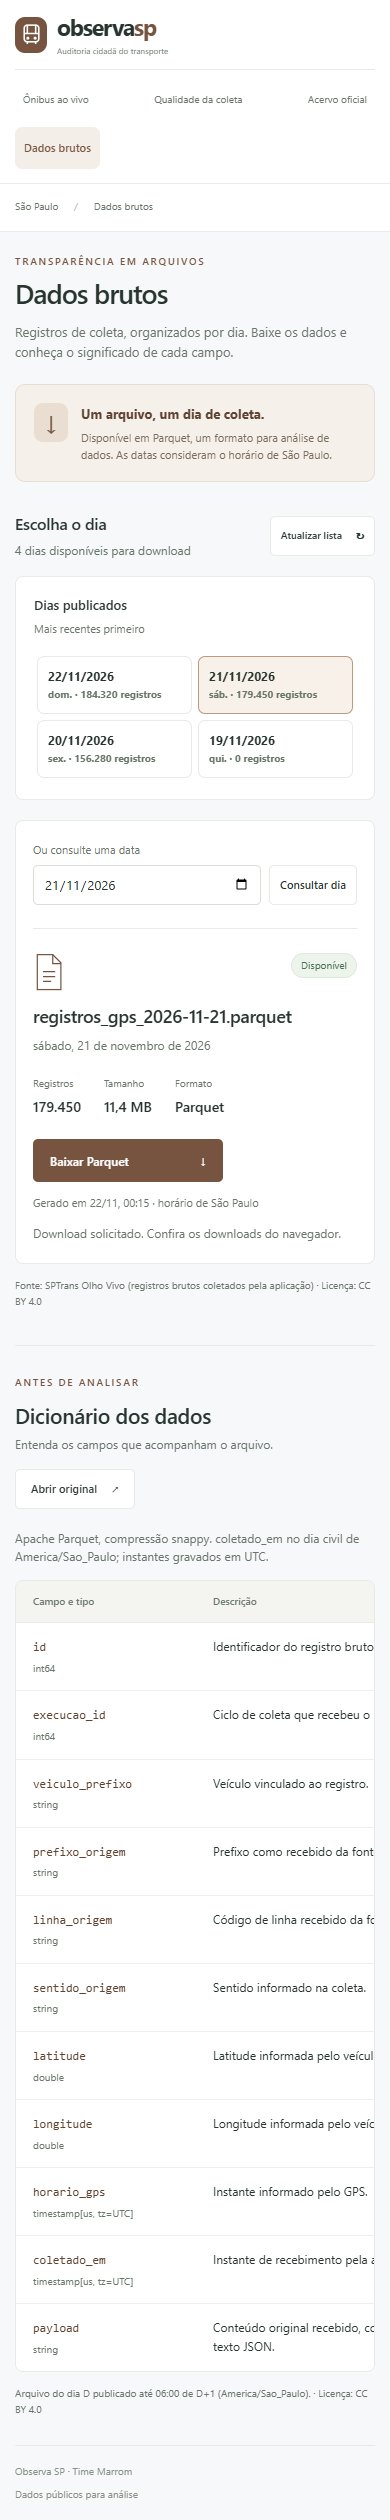 observasp
Auditoria cidadã do transporte
Ônibus ao vivo
Qualidade da coleta
Acervo oficial
Dados brutos
São Paulo / Dados brutos
TRANSPARÊNCIA EM ARQUIVOS
Dados brutos
Registros de coleta, organizados por dia. Baixe os dados e
conheça o significado de cada campo.
↓
Um arquivo, um dia de coleta.
Disponível em Parquet, um formato para análise de
dados. As datas consideram o horário de São Paulo.
Escolha o dia
4 dias disponíveis para download
Atualizar lista ↻
Dias publicados
Mais recentes primeiro
22/11/2026
dom. · 184.320 registros
21/11/2026
sáb. · 179.450 registros
20/11/2026
sex. · 156.280 registros
19/11/2026
qui. · 0 registros
Ou consulte uma data
21/11/2026
Consultar dia
Disponível
registros_gps_2026-11-21.parquet
sábado, 21 de novembro de 2026
Registros Tamanho Formato
179.450 11,4 MB Parquet
Baixar Parquet ↓
Gerado em 22/11, 00:15 · horário de São Paulo
Download solicitado. Confira os downloads do navegador.
Fonte: SPTrans Olho Vivo (registros brutos coletados pela aplicação) · Licença: CC
BY 4.0
ANTES DE ANALISAR
Dicionário dos dados
Entenda os campos que acompanham o arquivo.
Abrir original ↗
Apache Parquet, compressão snappy. coletado_em no dia civil de
America/Sao_Paulo; instantes gravados em UTC.
Campo e tipo Descrição
id Identificador do registro bruto
int64
execucao_id Ciclo de coleta que recebeu o
int64
veiculo_prefixo Veículo vinculado ao registro.
string
prefixo_origem Prefixo como recebido da font
string
linha_origem Código de linha recebido da fo
string
sentido_origem Sentido informado na coleta.
string
latitude Latitude informada pelo veícul
double
longitude Longitude informada pelo veíc
double
horario_gps Instante informado pelo GPS.
timestamp[us, tz=UTC]
coletado_em Instante de recebimento pela a
timestamp[us, tz=UTC]
payload Conteúdo original recebido, co
string texto JSON.
Arquivo do dia D publicado até 06:00 de D+1 (America/Sao_Paulo). · Licença: CC
BY 4.0
Observa SP · Time Marrom
Dados públicos para análise